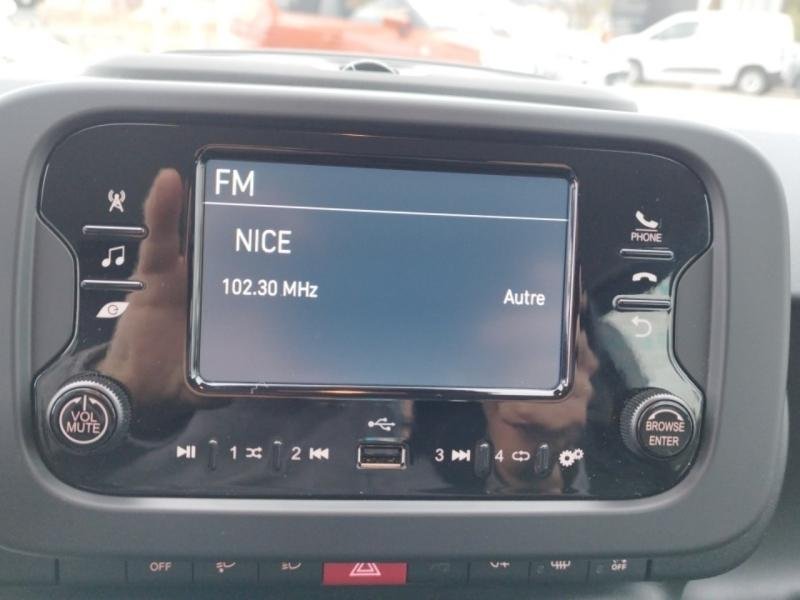 FM
NICE
102.30 MHz Autre
PHONE
VOL
MUTE
BROWSE
ENTER
1 2 3 4
OFF
OFF